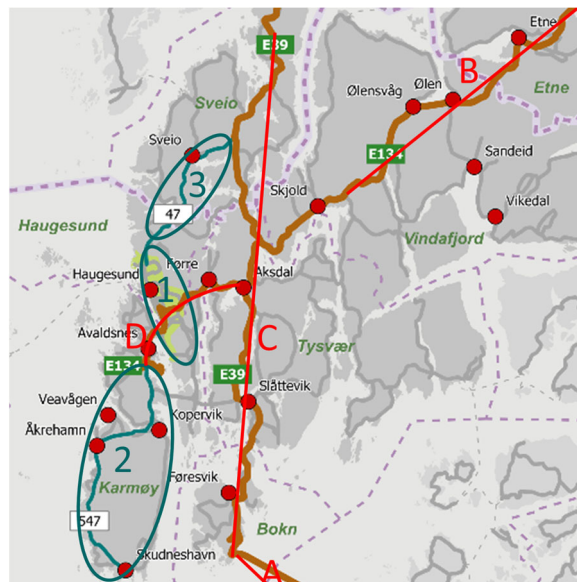 Etne
E39
B
Ølen
Ølensvåg
Etne
Sveio
Sveio
E134
Sandeid
3
Skjold
47
Vikedal
Haugesund
Vindafjord
Førre
Haugesund
1
Aksdal
Avaldsnes
D
C
Tysvær
E134
E39
Slåttevik
Veavågen
Kopervik
Åkrehamn
2
Karmøy
Føresvik
547
Bokn
Skudneshavn
A